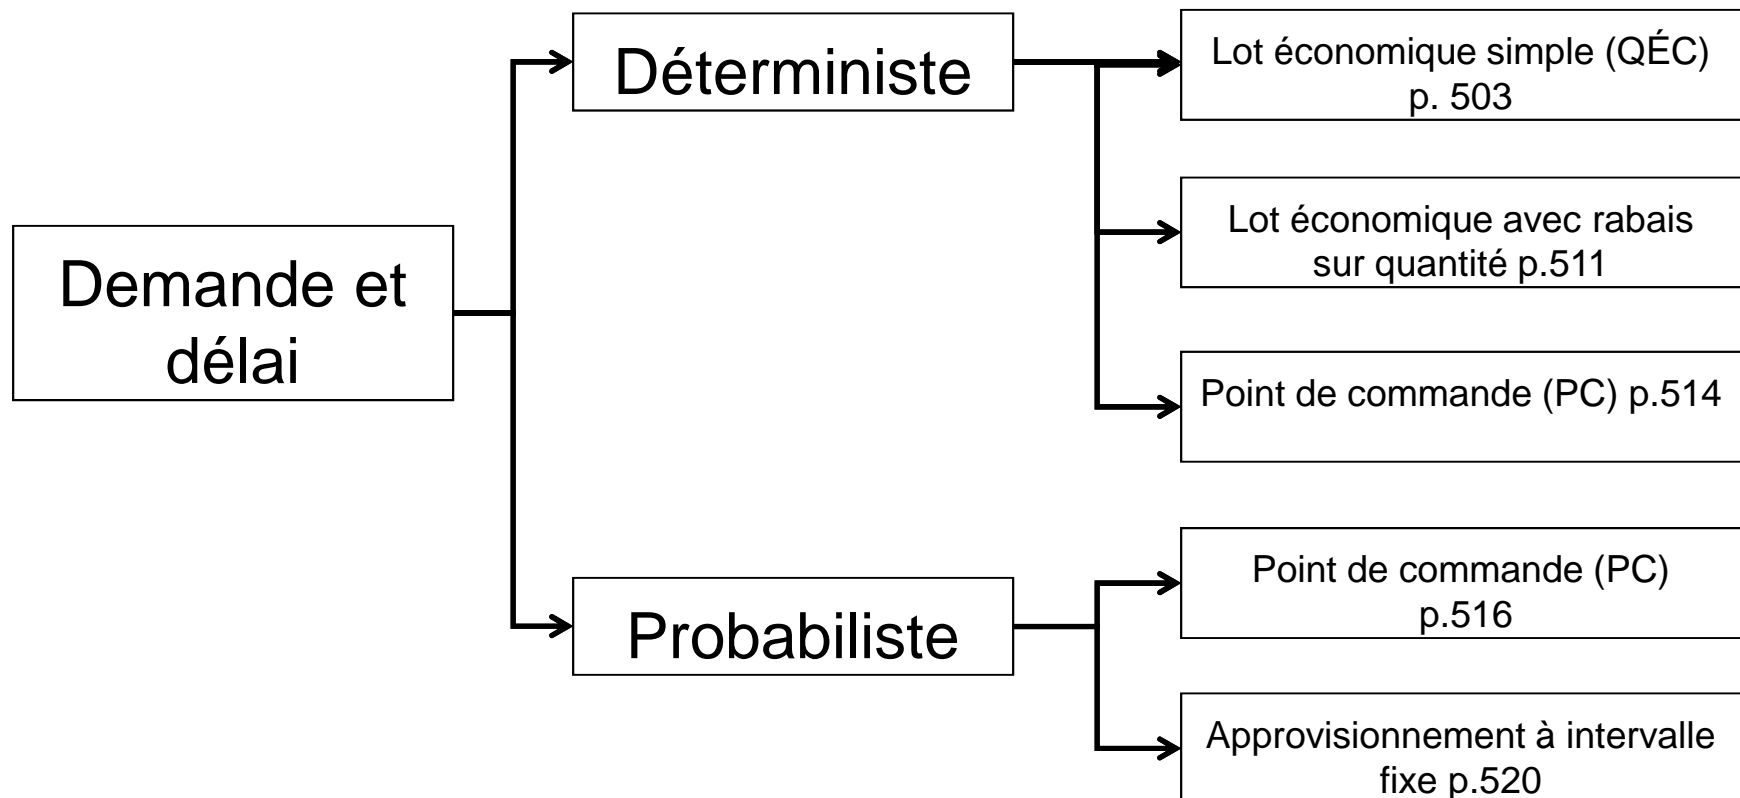 Demande et
délai
Déterministe
Lot économique simple (QÉC)
p. 503
Lot économique avec rabais
sur quantité p.511
Point de commande (PC) p.514
Probabiliste
Point de commande (PC)
p.516
Approvisionnement à intervalle
fixe p.520